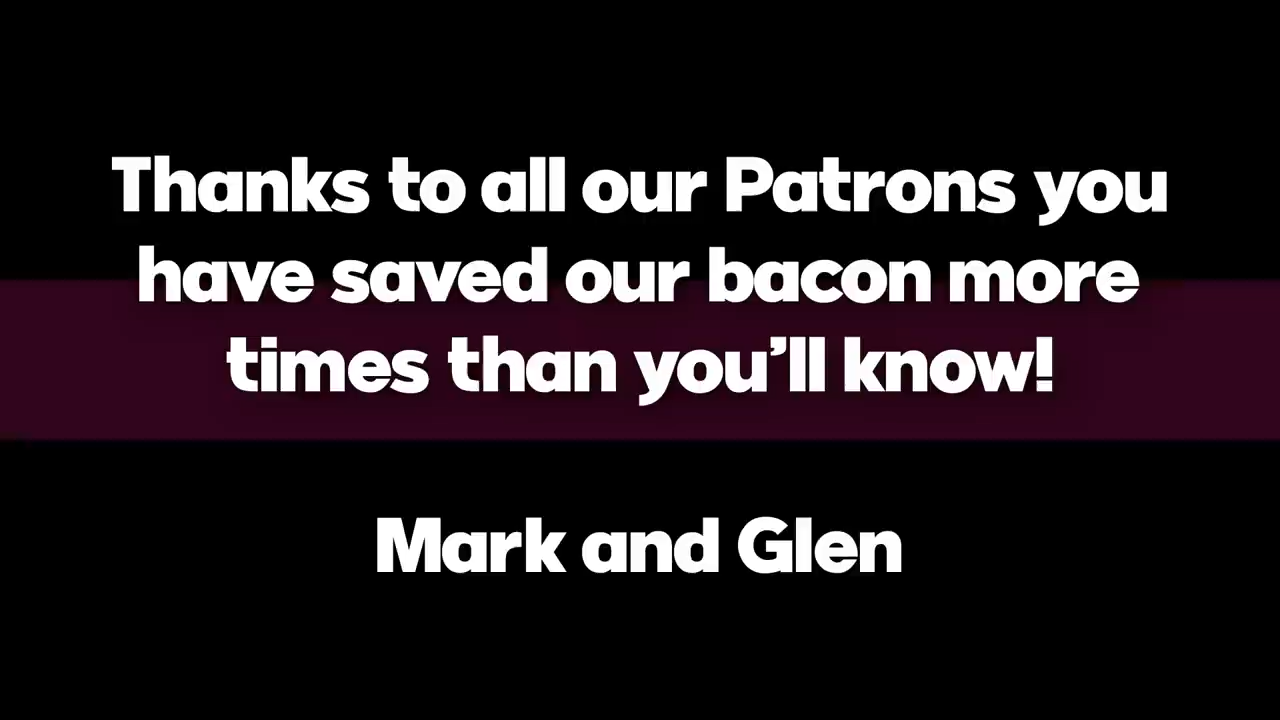 Thanks to all our Patrons you
have saved our bacon more
times than you’ll know!
Mark and Glen